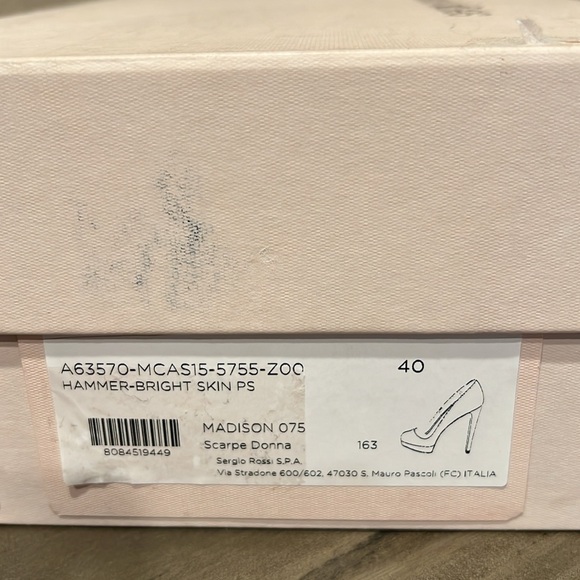 A63570-MCAS15-5755-Z00 40
HAMMER-BRIGHT SKIN PS
MADISON 075
8084519449 Scarpe Donna 163
Sergio Rossi S.P.A.
Via Stradone 600/602, 47030 S. Mauro Pascoli (FC) ITALIA